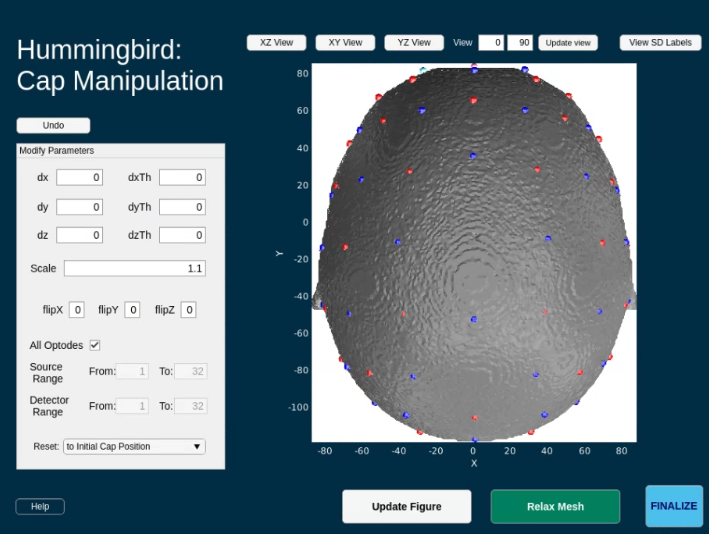 Hummingbird:
Cap Manipulation
XZ View
XY View
YZ View
View
0
90
Update view
View SD Labels
Undo
Modify Parameters
dx 0 dxTh 0
dy 0 dyTh 0
dz 0 dzTh 0
Scale 1.1
flipX 0 flipY 0 flipZ 0
All Optodes
Source
Range
From: 1 To: 32
Detector
Range
From: 1 To: 32
Reset: to Initial Cap Position
Help
80
60
40
20
0
-20
-40
-60
-80
-100
Y
-80 -60 -40 -20 0 20 40 60 80
X
Update Figure
Relax Mesh
FINALIZE